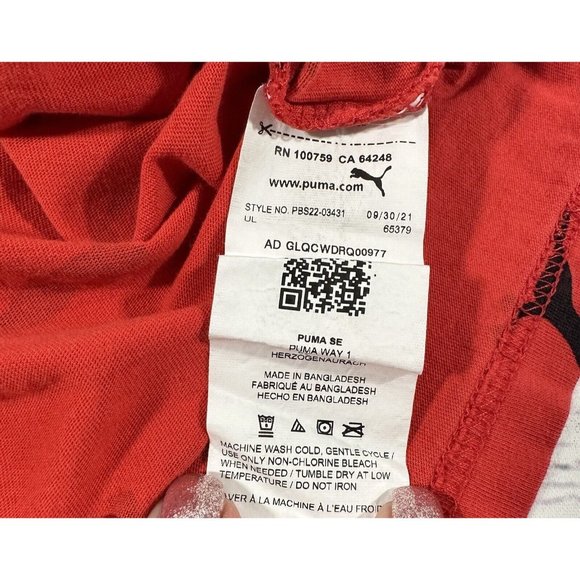 RN 100759 CA 64248
www.puma.com
STYLE NO. PBS22-03431 09/30/21
UL 65379
AD GLQCWDRQ00977
PUMA SE
PUMA WAY 1
HERZOGENAURACH
MADE IN BANGLADESH
FABRIQUÉ AU BANGLADESH
HECHO EN BANGLADESH
MACHINE WASH COLD, GENTLE CYCLE /
USE ONLY NON-CHLORINE BLEACH
WHEN NEEDED / TUMBLE DRY AT LOW
TEMPERATURE / DO NOT IRON
VER À LA MACHINE À L'EAU FROI